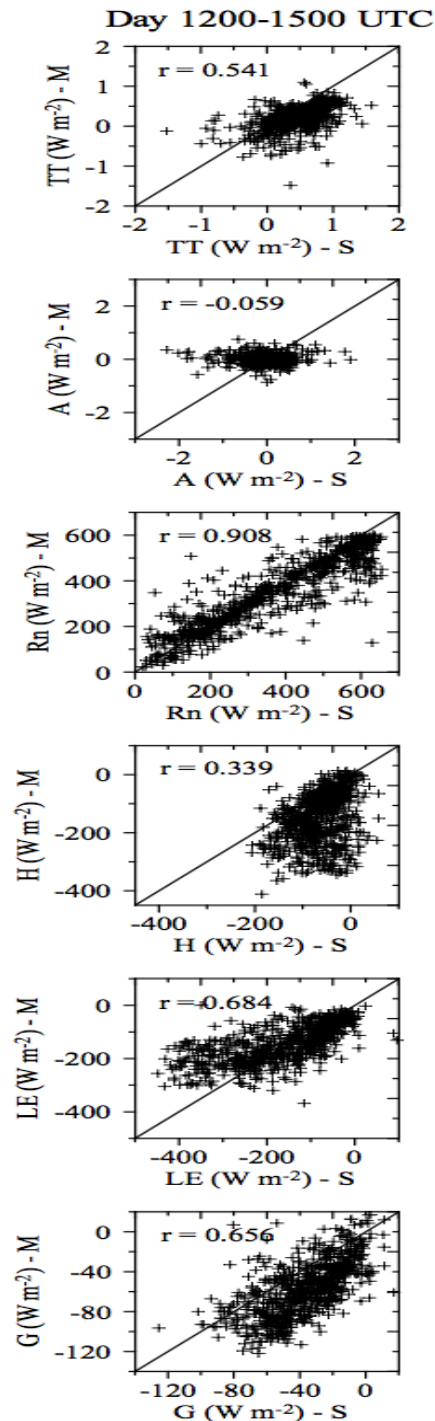 Day 1200-1500 UTC
2
r = 0.541
1
0
-1
-2
TT (W m-2) - M
-2 -1 0 1 2
TT (W m-2) - S
2
r = -0.059
0
-2
A (W m-2) - M
-2 0 2
A (W m-2) - S
600
r = 0.908
400
200
0
Rn (W m-2) - M
0 200 400 600
Rn (W m-2) - S
0
r = 0.339
-200
-400
H (W m-2) - M
-400 -200 0
H (W m-2) - S
0
r = 0.684
-200
-400
LE (W m-2) - M
-400 -200 0
LE (W m-2) - S
0
r = 0.656
-40
-80
-120
G (W m-2) - M
-120 -80 -40 0
G (W m-2) - S